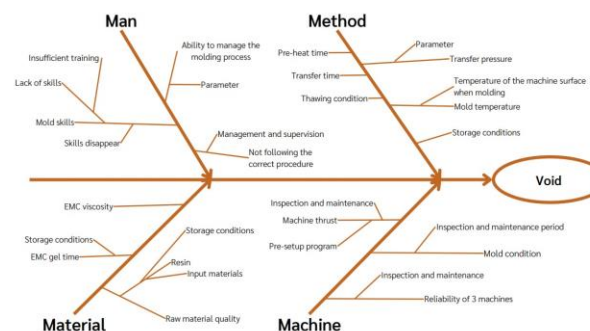 Man
Method
Insufficient training
Ability to manage the
molding process
Lack of skills
Parameter
Mold skills
Skills disappear
Management and supervision
Not following the
correct procedure
Pre-heat time
Parameter
Transfer pressure
Transfer time
Temperature of the machine surface
when molding
Thawing condition
Mold temperature
Storage conditions
Void
EMC viscosity
Storage conditions
Storage conditions
EMC gel time
Resin
Input materials
Raw material quality
Material
Inspection and maintenance
Machine thrust
Inspection and maintenance period
Pre-setup program
Mold condition
Inspection and maintenance
Reliability of 3 machines
Machine